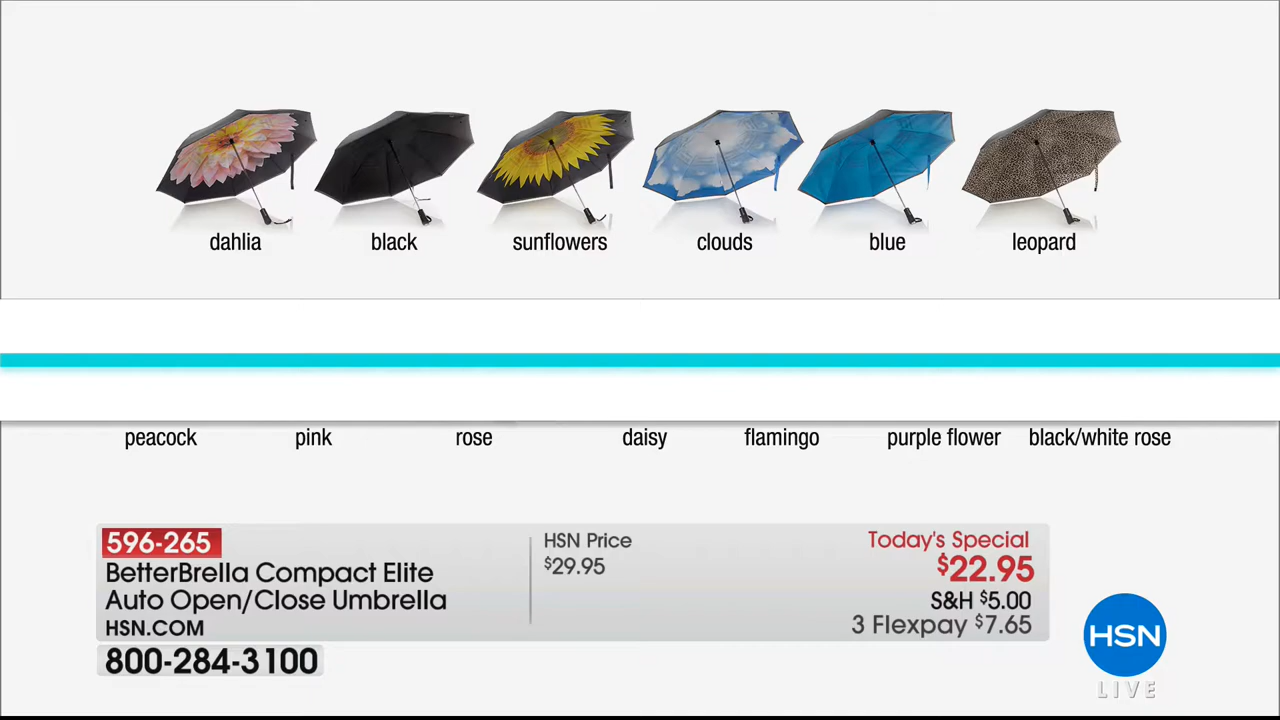 dahlia black sunflowers clouds blue leopard
peacock pink rose daisy flamingo purple flower black/white rose
596-265
BetterBrella Compact Elite
Auto Open/Close Umbrella
HSN.COM
800-284-3100
HSN Price
$29.95
Today's Special
$22.95
S&H $5.00
3 Flexpay $7.65
HSN
LIVE